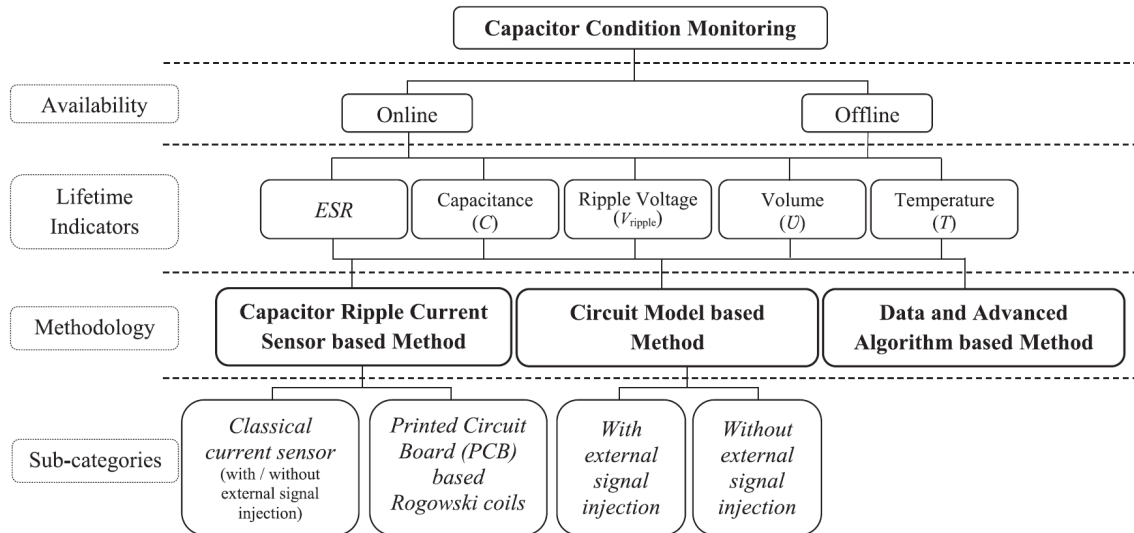 Capacitor Condition Monitoring
Availability
Online
Offline
Lifetime
Indicators
ESR
Capacitance
(C)
Ripple Voltage
(Vripple)
Volume
(U)
Temperature
(T)
Methodology
Capacitor Ripple Current
Sensor based Method
Circuit Model based
Method
Data and Advanced
Algorithm based Method
Sub-categories
Classical
current sensor
(with / without
external signal
injection)
Printed Circuit
Board (PCB)
based
Rogowski coils
With
external
signal
injection
Without
external
signal
injection